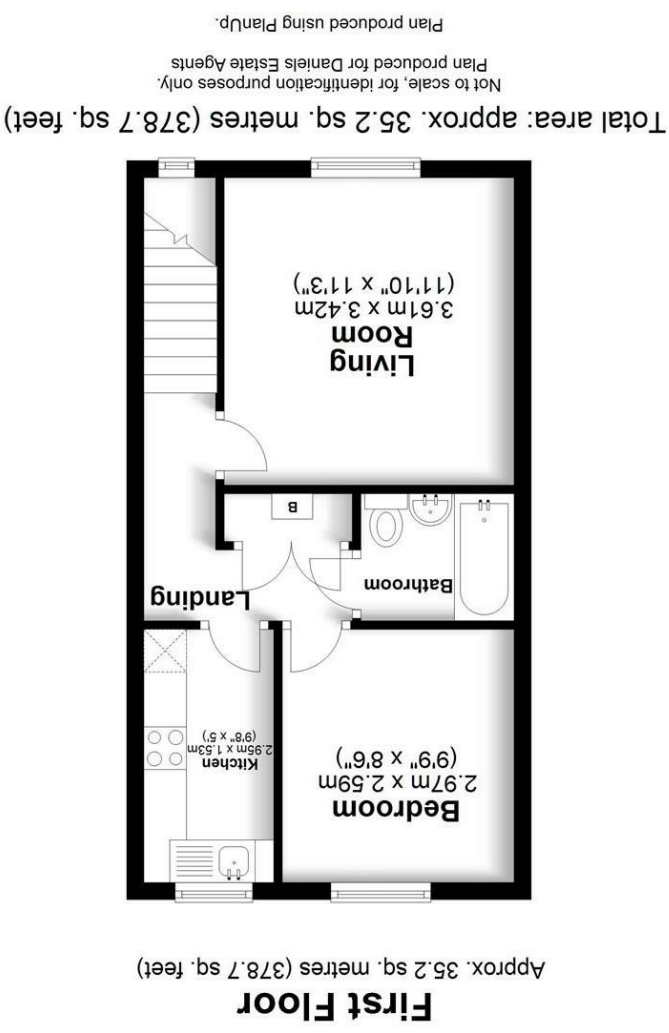 First Floor
Approx. 35.2 sq. metres (378.7 sq. feet)
Bedroom
2.97m x 2.59m
(9'9" x 8'6")
Kitchen
2.95m x 1.53m
(9'8" x 5')
Bathroom
Landing
B
Living
Room
3.61m x 3.42m
(11'10" x 11'3")
Total area: approx. 35.2 sq. metres (378.7 sq. feet)
Not to scale, for identification purposes only.
Plan produced for Daniels Estate Agents
Plan produced using PlanUp.